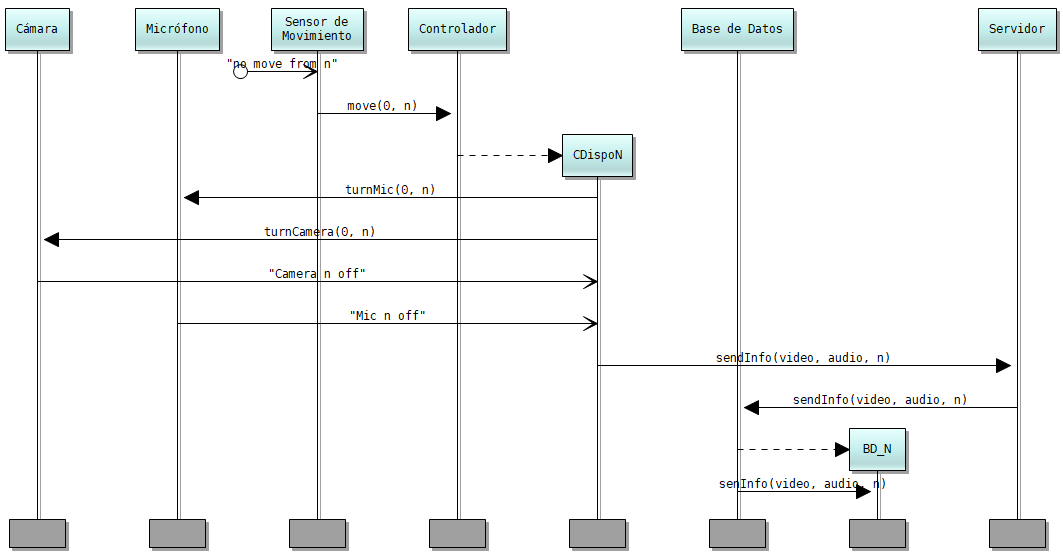 Cámara
Micrófono
Sensor de
Movimiento
Controlador
Base de Datos
Servidor
"no move from n"
move(0, n)
CDispoN
turnMic(0, n)
turnCamera(0, n)
"Camera n off"
"Mic n off"
sendInfo(video, audio, n)
sendInfo(video, audio, n)
BD_N
senInfo(video, audio, n)